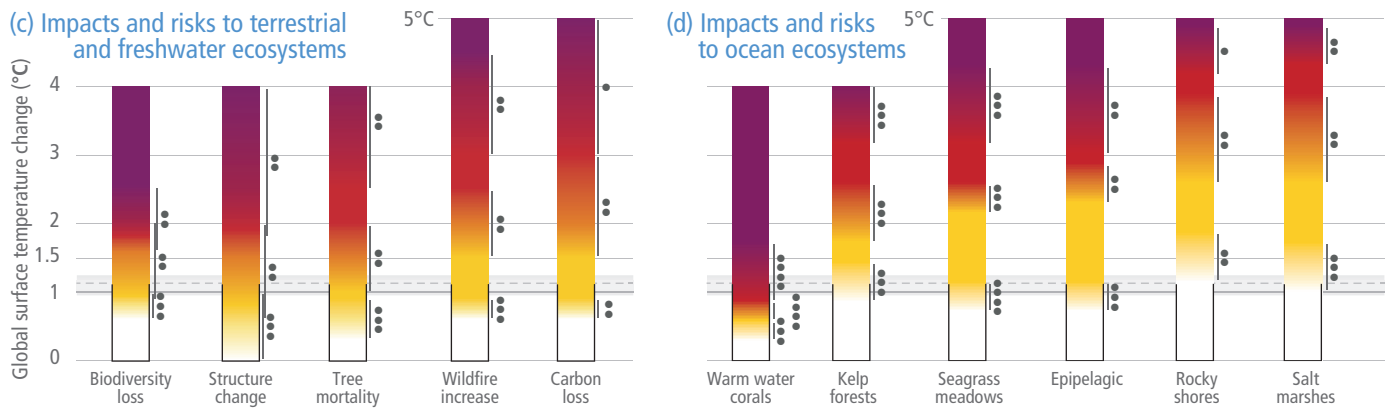 (c) Impacts and risks to terrestrial
and freshwater ecosystems
5°C
Global surface temperature change (°C)
4
3
2
1.5
1
0
Biodiversity
loss
Structure
change
Tree
mortality
Wildfire
increase
Carbon
loss
(d) Impacts and risks
to ocean ecosystems
5°C
Warm water
corals
Kelp
forests
Seagrass
meadows
Epipelagic
Rocky
shores
Salt
marshes